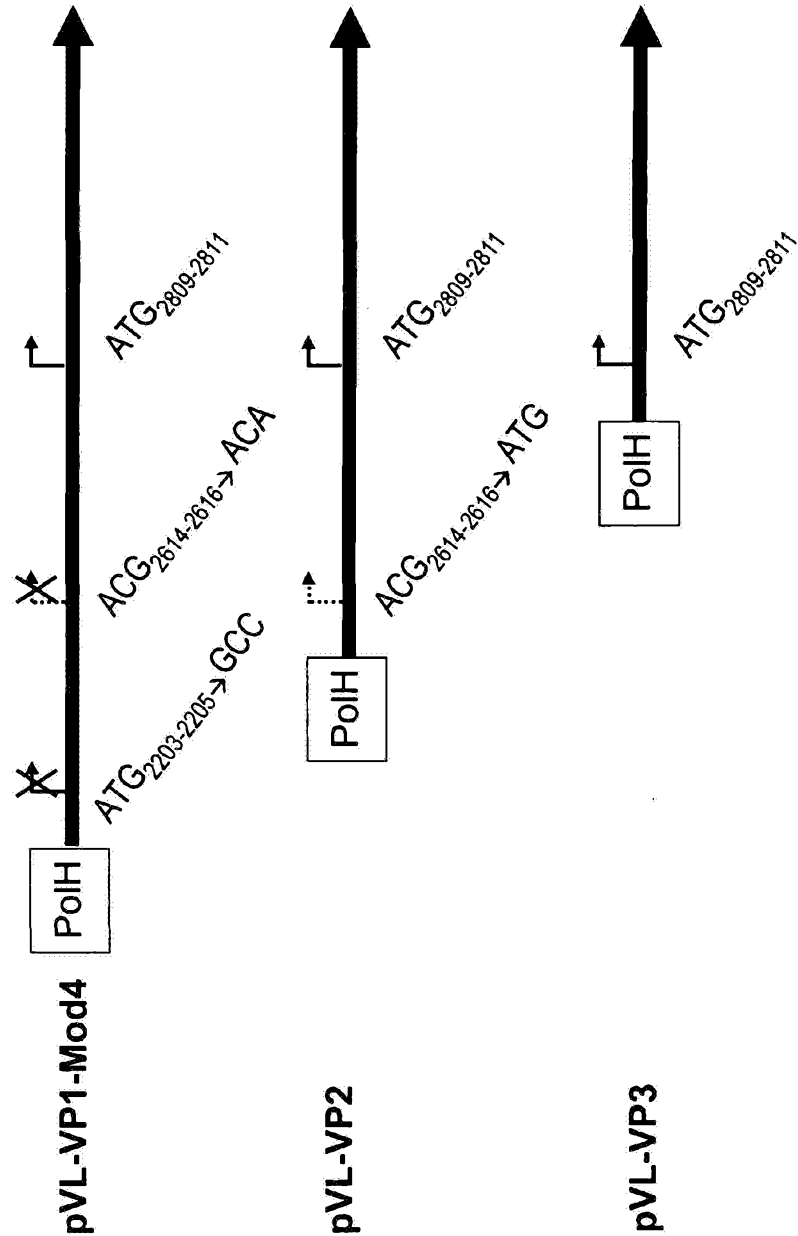 pVL-VP1-Mod4
PolH
ATG2203-2205→GCC
ACG2614-2616→ACA
ATG2809-2811
pVL-VP2
PolH
ACG2614-2616→ATG
ATG2809-2811
pVL-VP3
PolH
ATG2809-2811